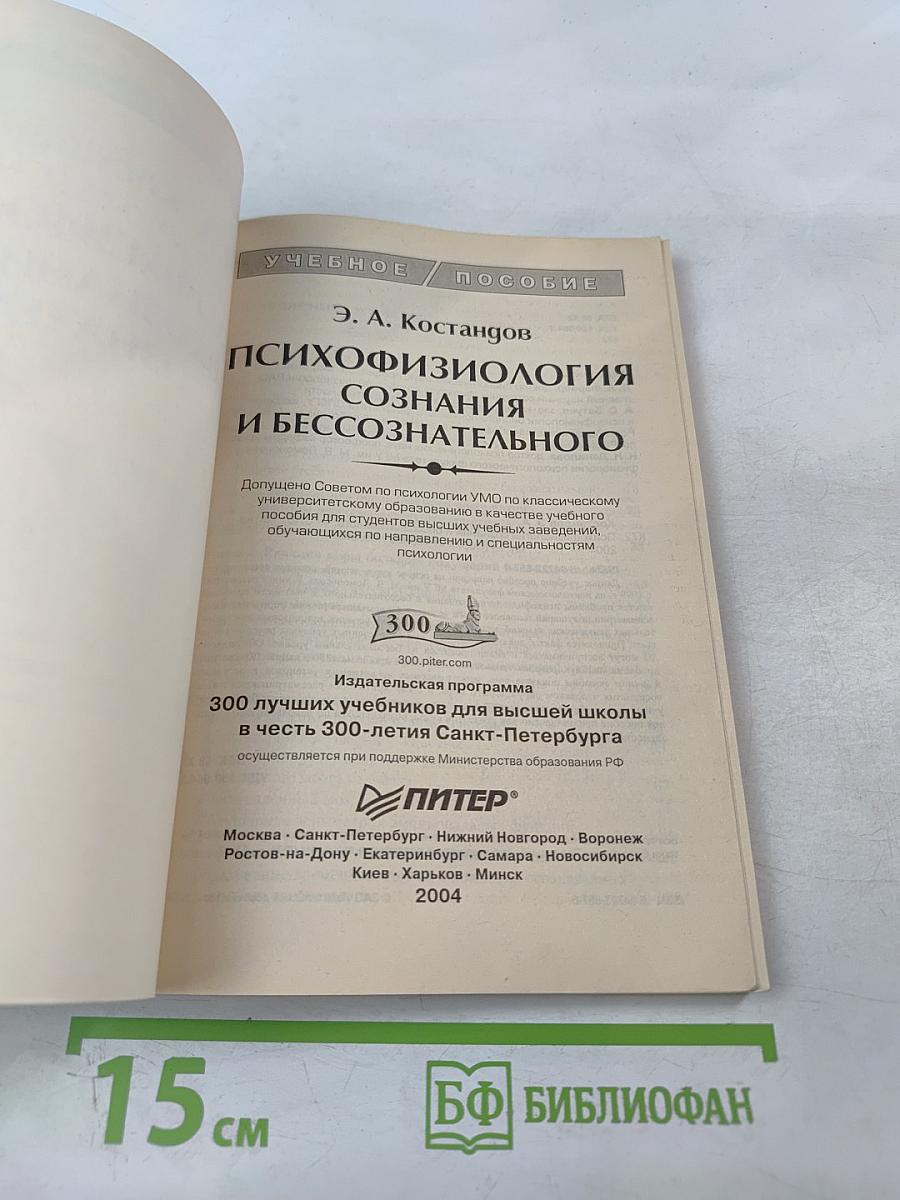 УЧЕБНОЕ / ПОСОБИЕ
Э. А. Костандов
ПСИХОФИЗИОЛОГИЯ
СОЗНАНИЯ
И БЕССОЗНАТЕЛЬНОГО
Допущено Советом по психологии УМО по классическому
университетскому образованию в качестве учебного
пособия для студентов высших учебных заведений,
обучающихся по направлению и специальностям
психологии
300
300.piter.com
Издательская программа
300 лучших учебников для высшей школы
в честь 300-летия Санкт-Петербурга
осуществляется при поддержке Министерства образования РФ
ПИТЕР®
Москва · Санкт-Петербург · Нижний Новгород · Воронеж
Ростов-на-Дону · Екатеринбург · Самара · Новосибирск
Киев · Харьков · Минск
2004
15 см
БФ БИБЛИОФАН